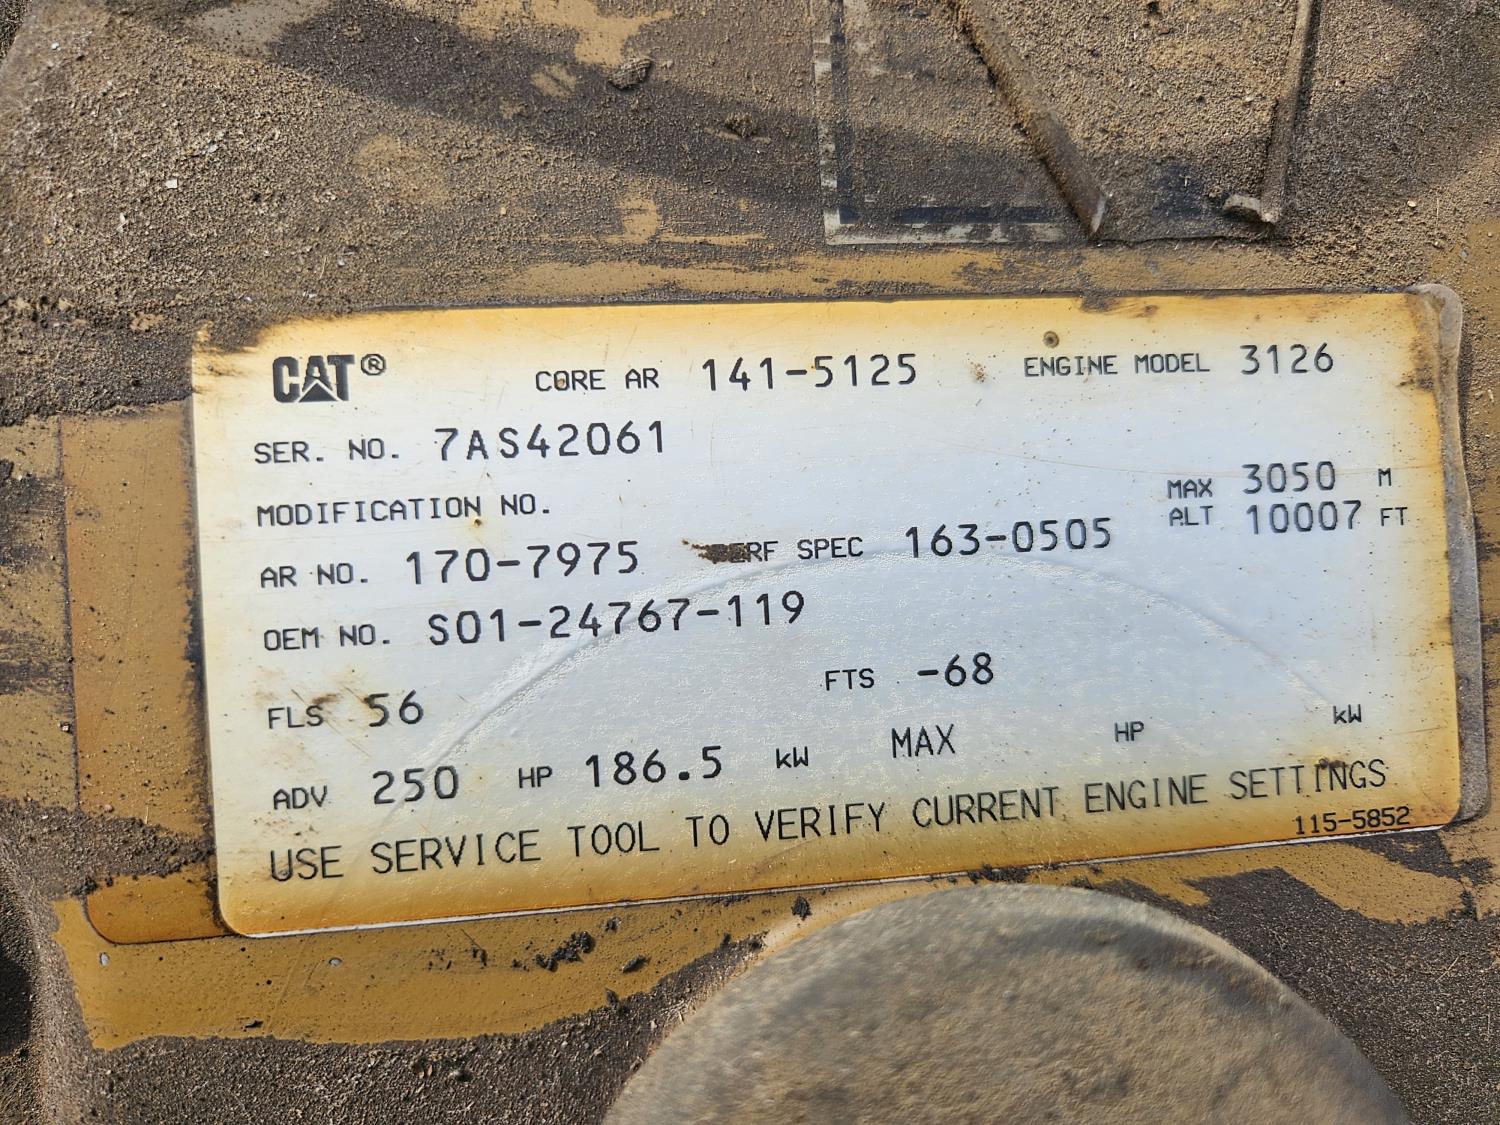 CAT® CORE AR 141-5125 ENGINE MODEL 3126
SER. NO. 7AS42061
MODIFICATION NO. MAX 3050 M
ALT 10007 FT
AR NO. 170-7975 PERF SPEC 163-0505
OEM NO. S01-24767-119
FLS 56 FTS -68
ADV 250 HP 186.5 kW MAX HP kW
USE SERVICE TOOL TO VERIFY CURRENT ENGINE SETTINGS
115-5852